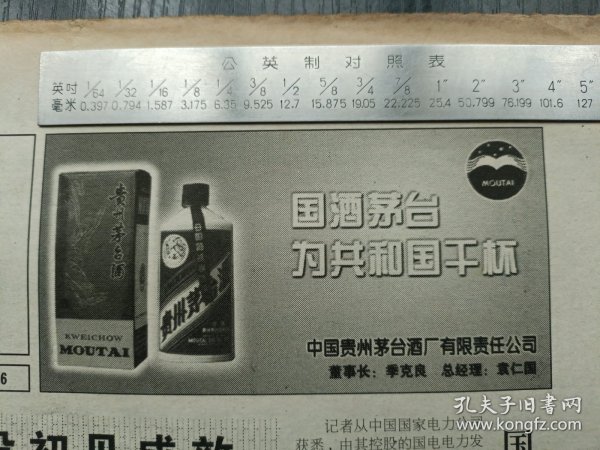 公英制对照表
英吋 1/64 1/32 1/16 1/8 1/4 3/8 1/2 5/8 3/4 7/8 1" 2" 3" 4" 5"
毫米 0.397 0.794 1.587 3.175 6.35 9.525 12.7 15.875 19.05 22.225 25.4 50.799 76.199 101.6 127
MOUTAI
国酒茅台
为共和国干杯
贵州茅台酒
KWEICHOW
MOUTAI
贵州茅台酒
MOUTAI
中国贵州茅台酒厂有限责任公司
董事长：季克良 总经理：袁仁国
6
初见成效
记者从中国国家电力
获悉，由其控股的国电电力发
国
孔夫子旧书网
www.kongfz.com